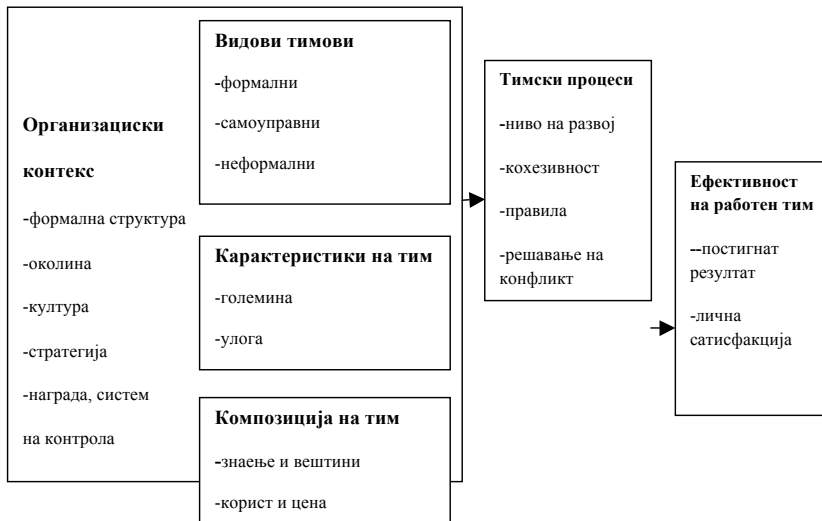 Организациски
контекс
-формална структура
-околина
-култура
-стратегија
-награда, систем
на контрола
Видови тимови
-формални
-самоуправни
-неформални
Карактеристики на тим
-големина
-улога
Композиција на тим
-знаење и вештини
-корист и цена
Тимски процеси
-ниво на развој
-кохезивност
-правила
-решавање на
конфликт
Ефективност
на работен тим
--постигнат
резултат
-лична
сатисфакција